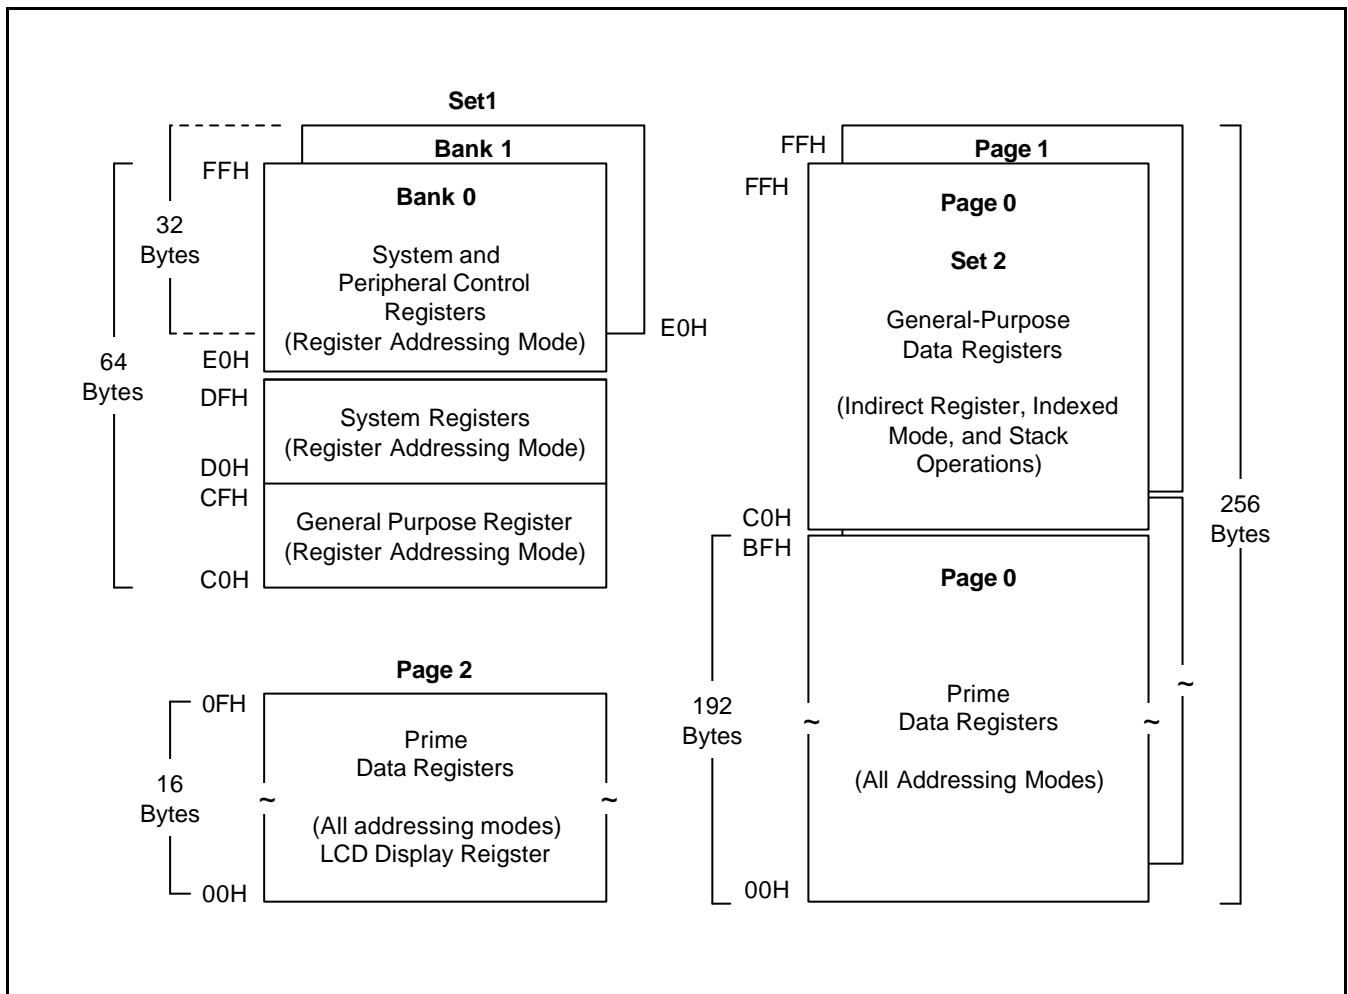 Set1
Bank 1
FFH
Bank 0
32
Bytes
System and
Peripheral Control
Registers
(Register Addressing Mode)
E0H
E0H
64
Bytes
DFH
System Registers
(Register Addressing Mode)
D0H
CFH
General Purpose Register
(Register Addressing Mode)
C0H
Page 2
0FH
Prime
Data Registers
16
Bytes
~
~
(All addressing modes)
LCD Display Reigster
00H
FFH
Page 1
FFH
Page 0
Set 2
General-Purpose
Data Registers
(Indirect Register, Indexed
Mode, and Stack
Operations)
C0H
256
Bytes
BFH
Page 0
~
192
Bytes
~
Prime
Data Registers
~
(All Addressing Modes)
00H